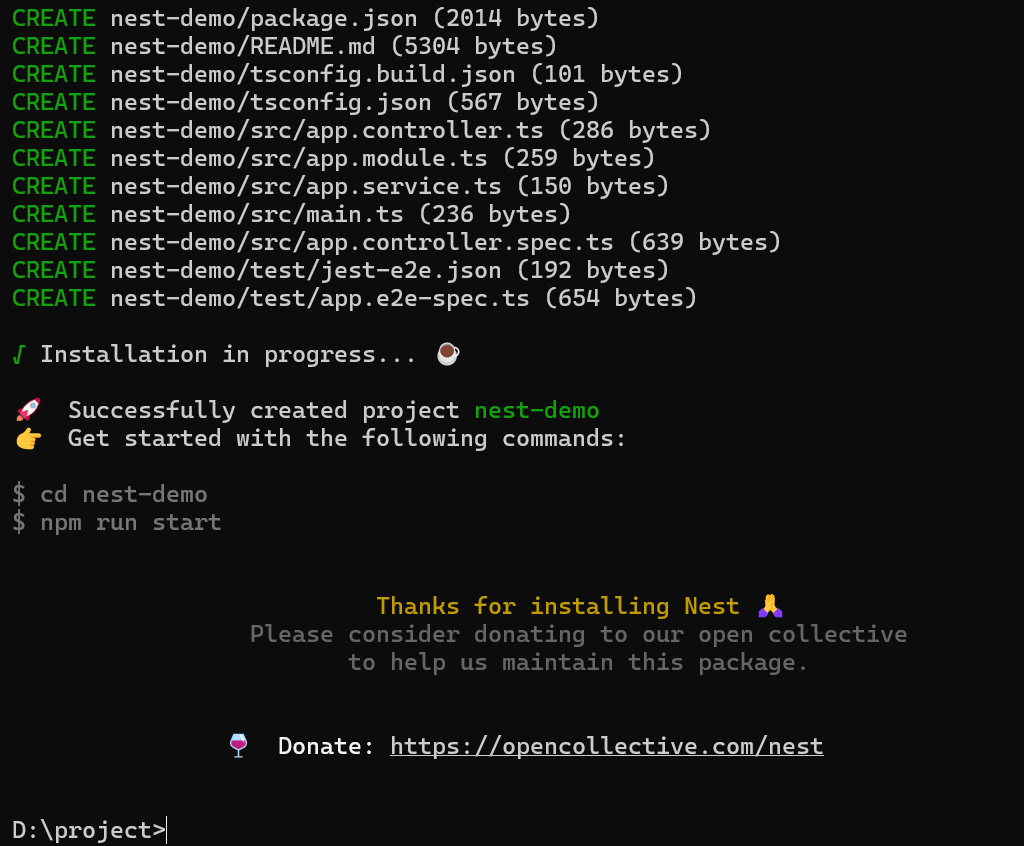 CREATE nest-demo/package.json (2014 bytes)
CREATE nest-demo/README.md (5304 bytes)
CREATE nest-demo/tsconfig.build.json (101 bytes)
CREATE nest-demo/tsconfig.json (567 bytes)
CREATE nest-demo/src/app.controller.ts (286 bytes)
CREATE nest-demo/src/app.module.ts (259 bytes)
CREATE nest-demo/src/app.service.ts (150 bytes)
CREATE nest-demo/src/main.ts (236 bytes)
CREATE nest-demo/src/app.controller.spec.ts (639 bytes)
CREATE nest-demo/test/jest-e2e.json (192 bytes)
CREATE nest-demo/test/app.e2e-spec.ts (654 bytes)
√ Installation in progress... ☕
🚀 Successfully created project nest-demo
👉 Get started with the following commands:
$ cd nest-demo
$ npm run start
Thanks for installing Nest 🙏
Please consider donating to our open collective
to help us maintain this package.
🍷 Donate: https://opencollective.com/nest
D:\project>